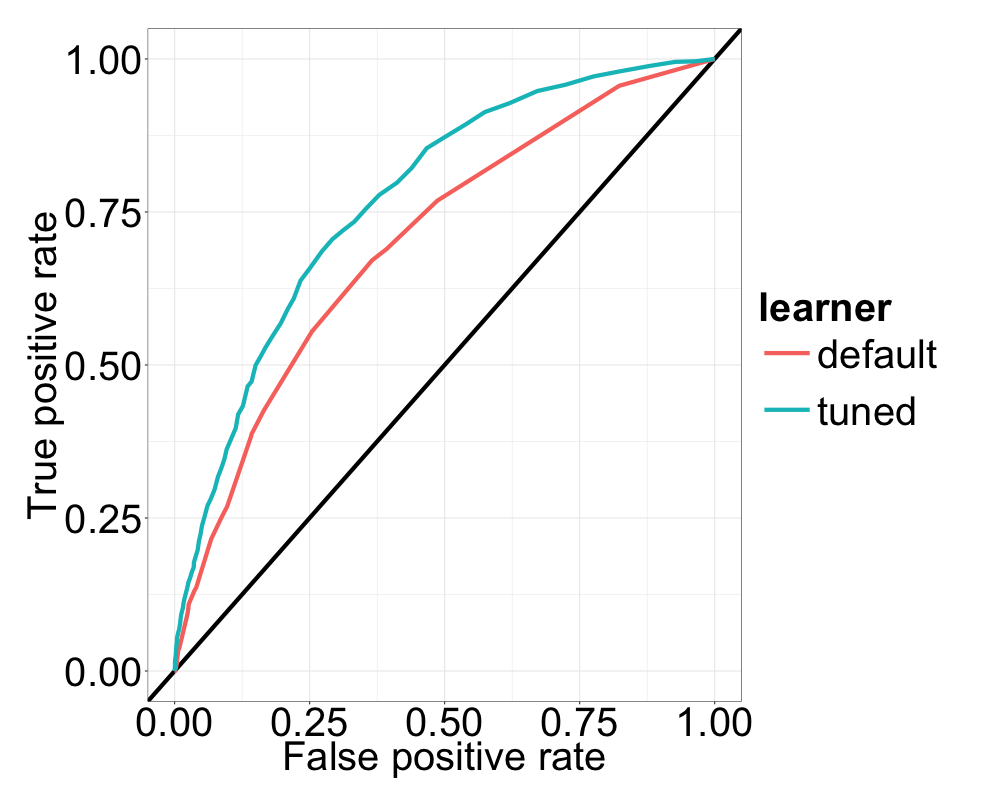 True positive rate
1.00
0.75
0.50
0.25
0.00
0.00 0.25 0.50 0.75 1.00
False positive rate
learner
default
tuned